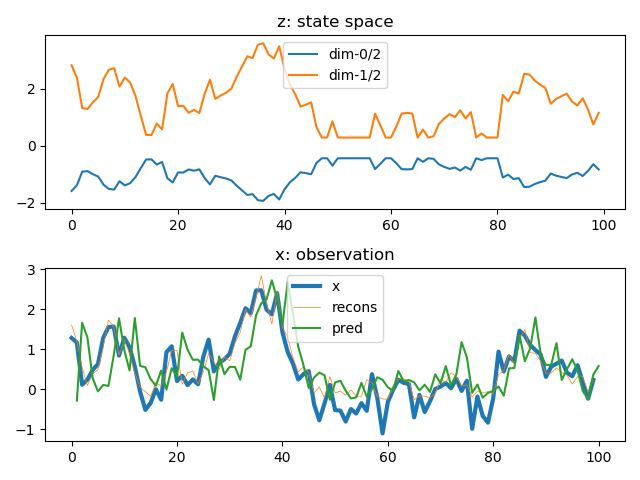 z: state space
dim-0/2
dim-1/2
2
0
−2
0 20 40 60 80 100
x: observation
x
recons
pred
3
2
1
0
−1
0 20 40 60 80 100